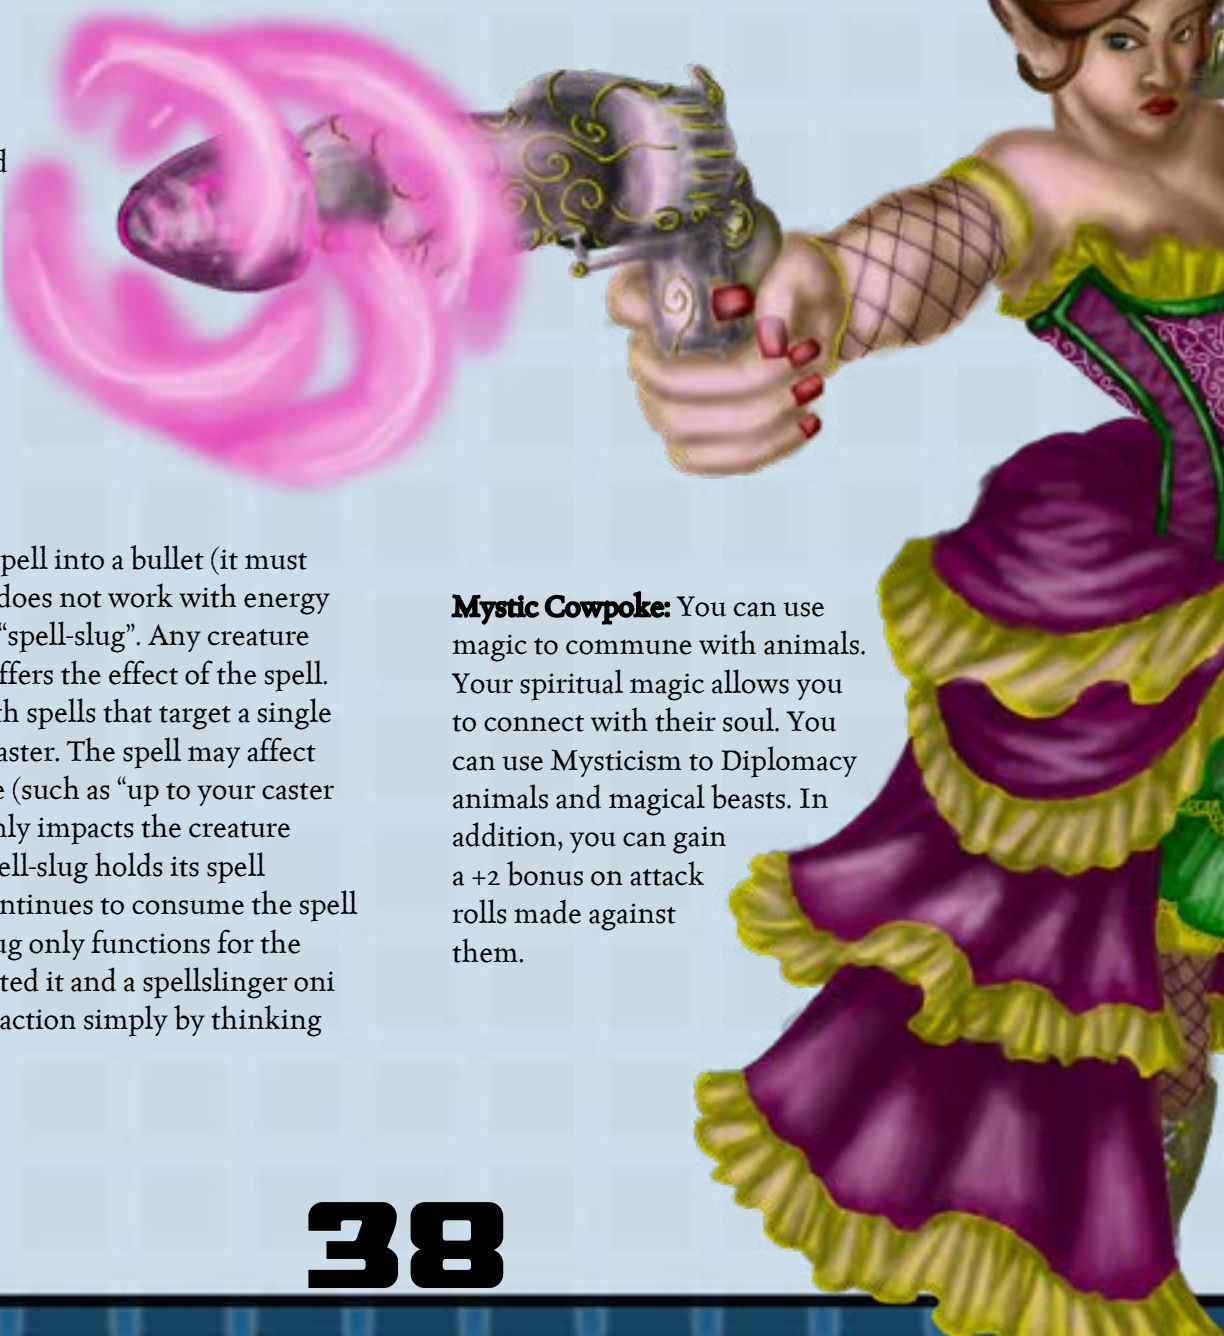 d
pell into a bullet (it must
does not work with energy
“spell-slug”. Any creature
ffers the effect of the spell.
th spells that target a single
aster. The spell may affect
e (such as “up to your caster
nly impacts the creature
ell-slug holds its spell
ntinues to consume the spell
ug only functions for the
ted it and a spellslinger oni
action simply by thinking
Mystic Cowpoke: You can use
magic to commune with animals.
Your spiritual magic allows you
to connect with their soul. You
can use Mysticism to Diplomacy
animals and magical beasts. In
addition, you can gain
a +2 bonus on attack
rolls made against
them.
38